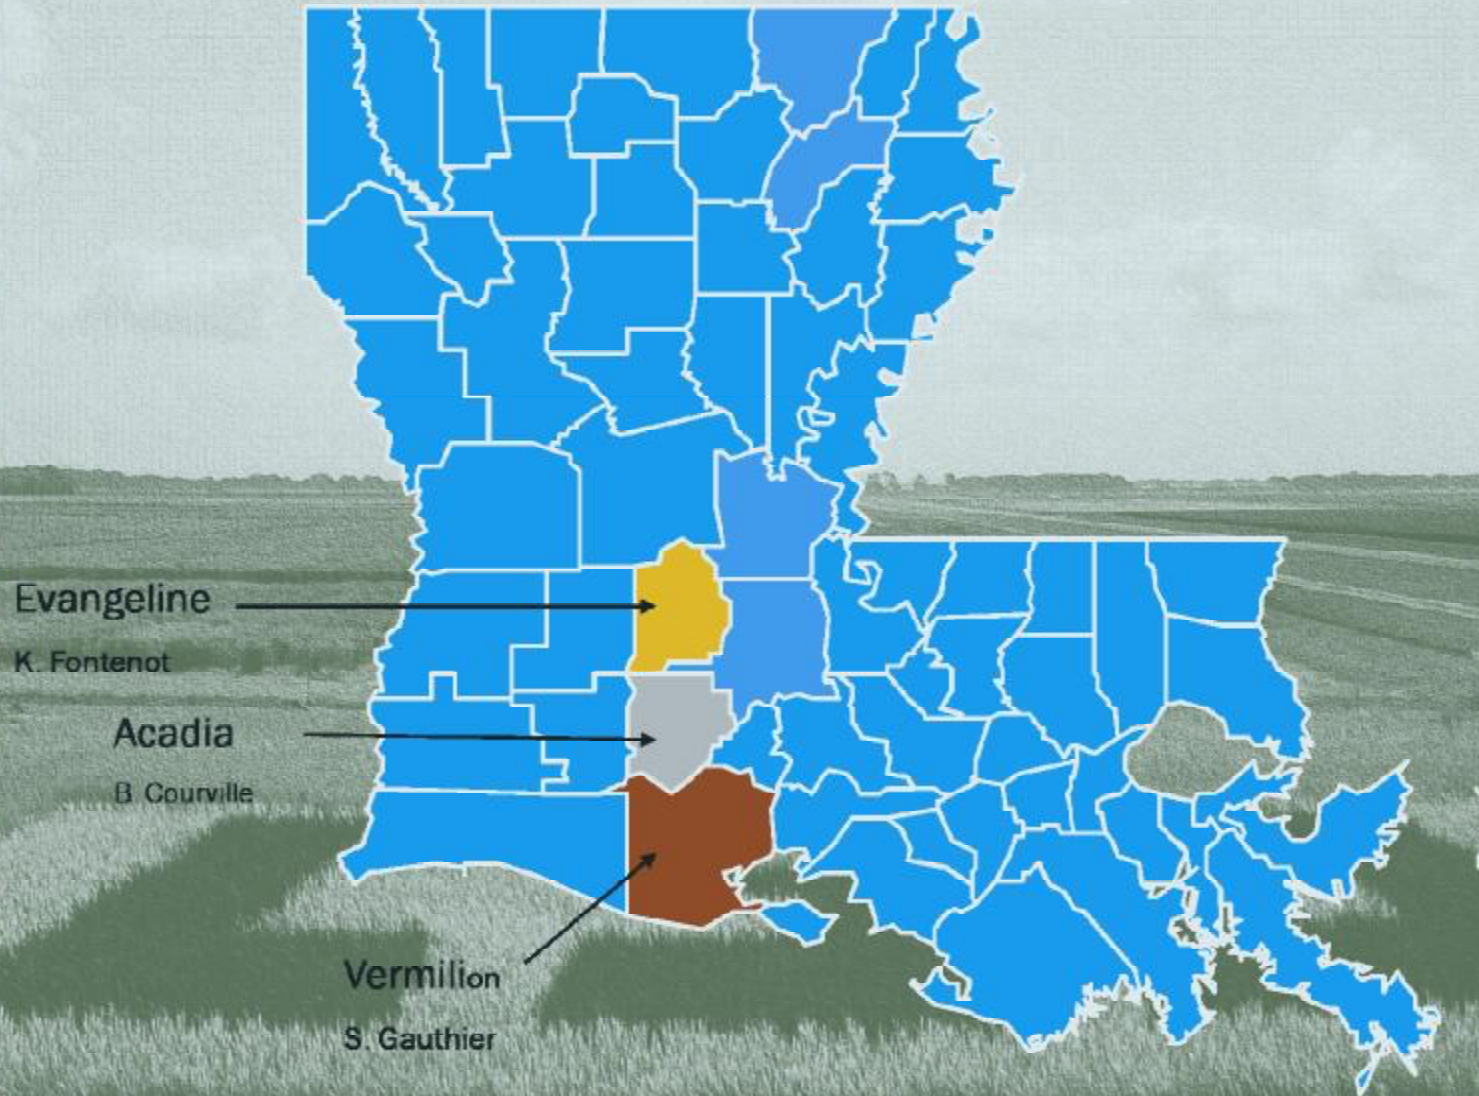 Evangeline
K. Fontenot
Acadia
B Courville
Vermilion
S. Gauthier